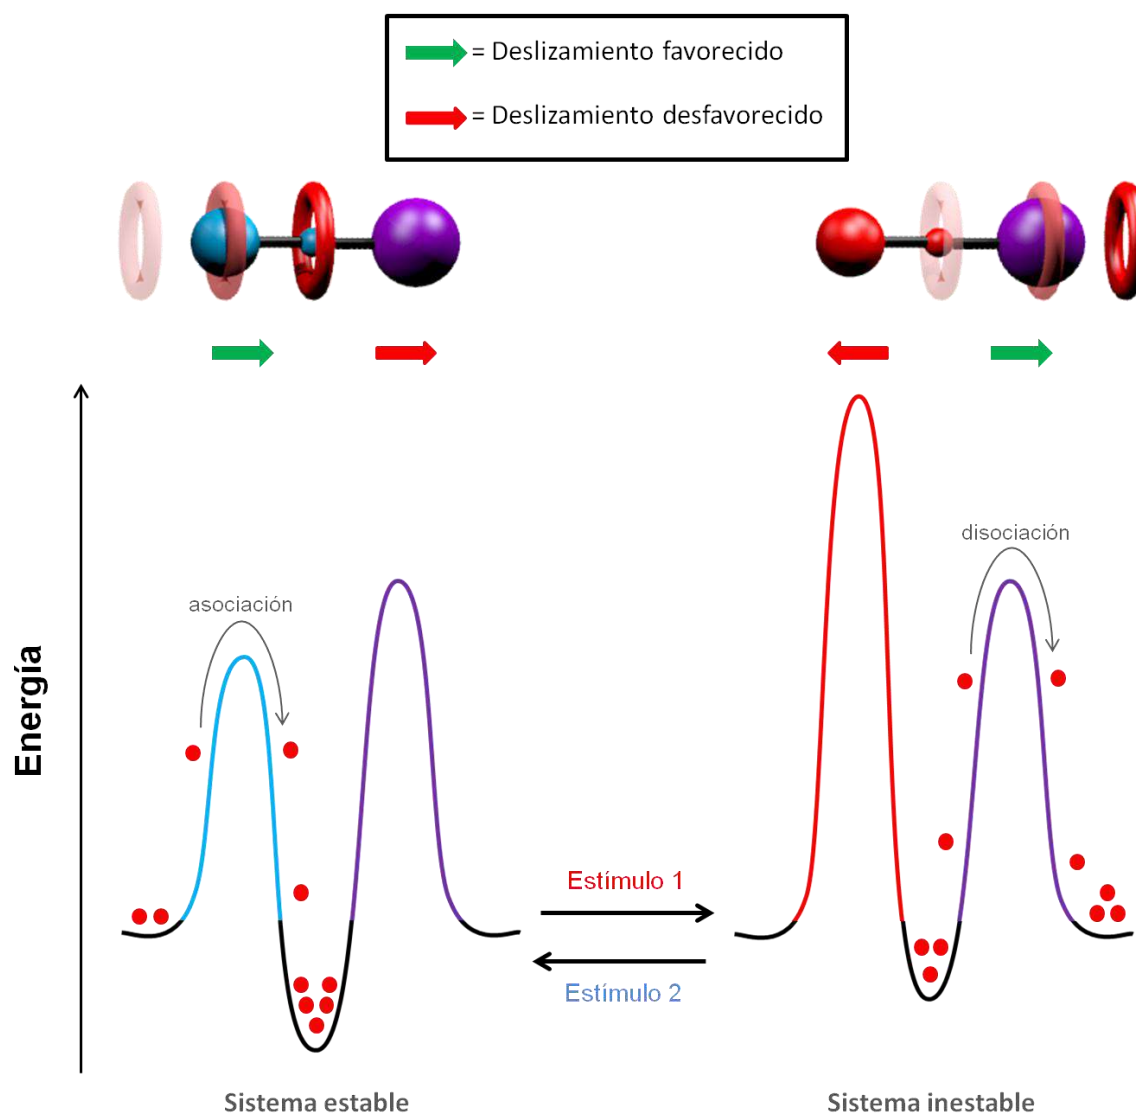 = Deslizamiento favorecido
= Deslizamiento desfavorecido
disociación
asociación
Energía
Estímulo 1
Estímulo 2
Sistema estable
Sistema inestable